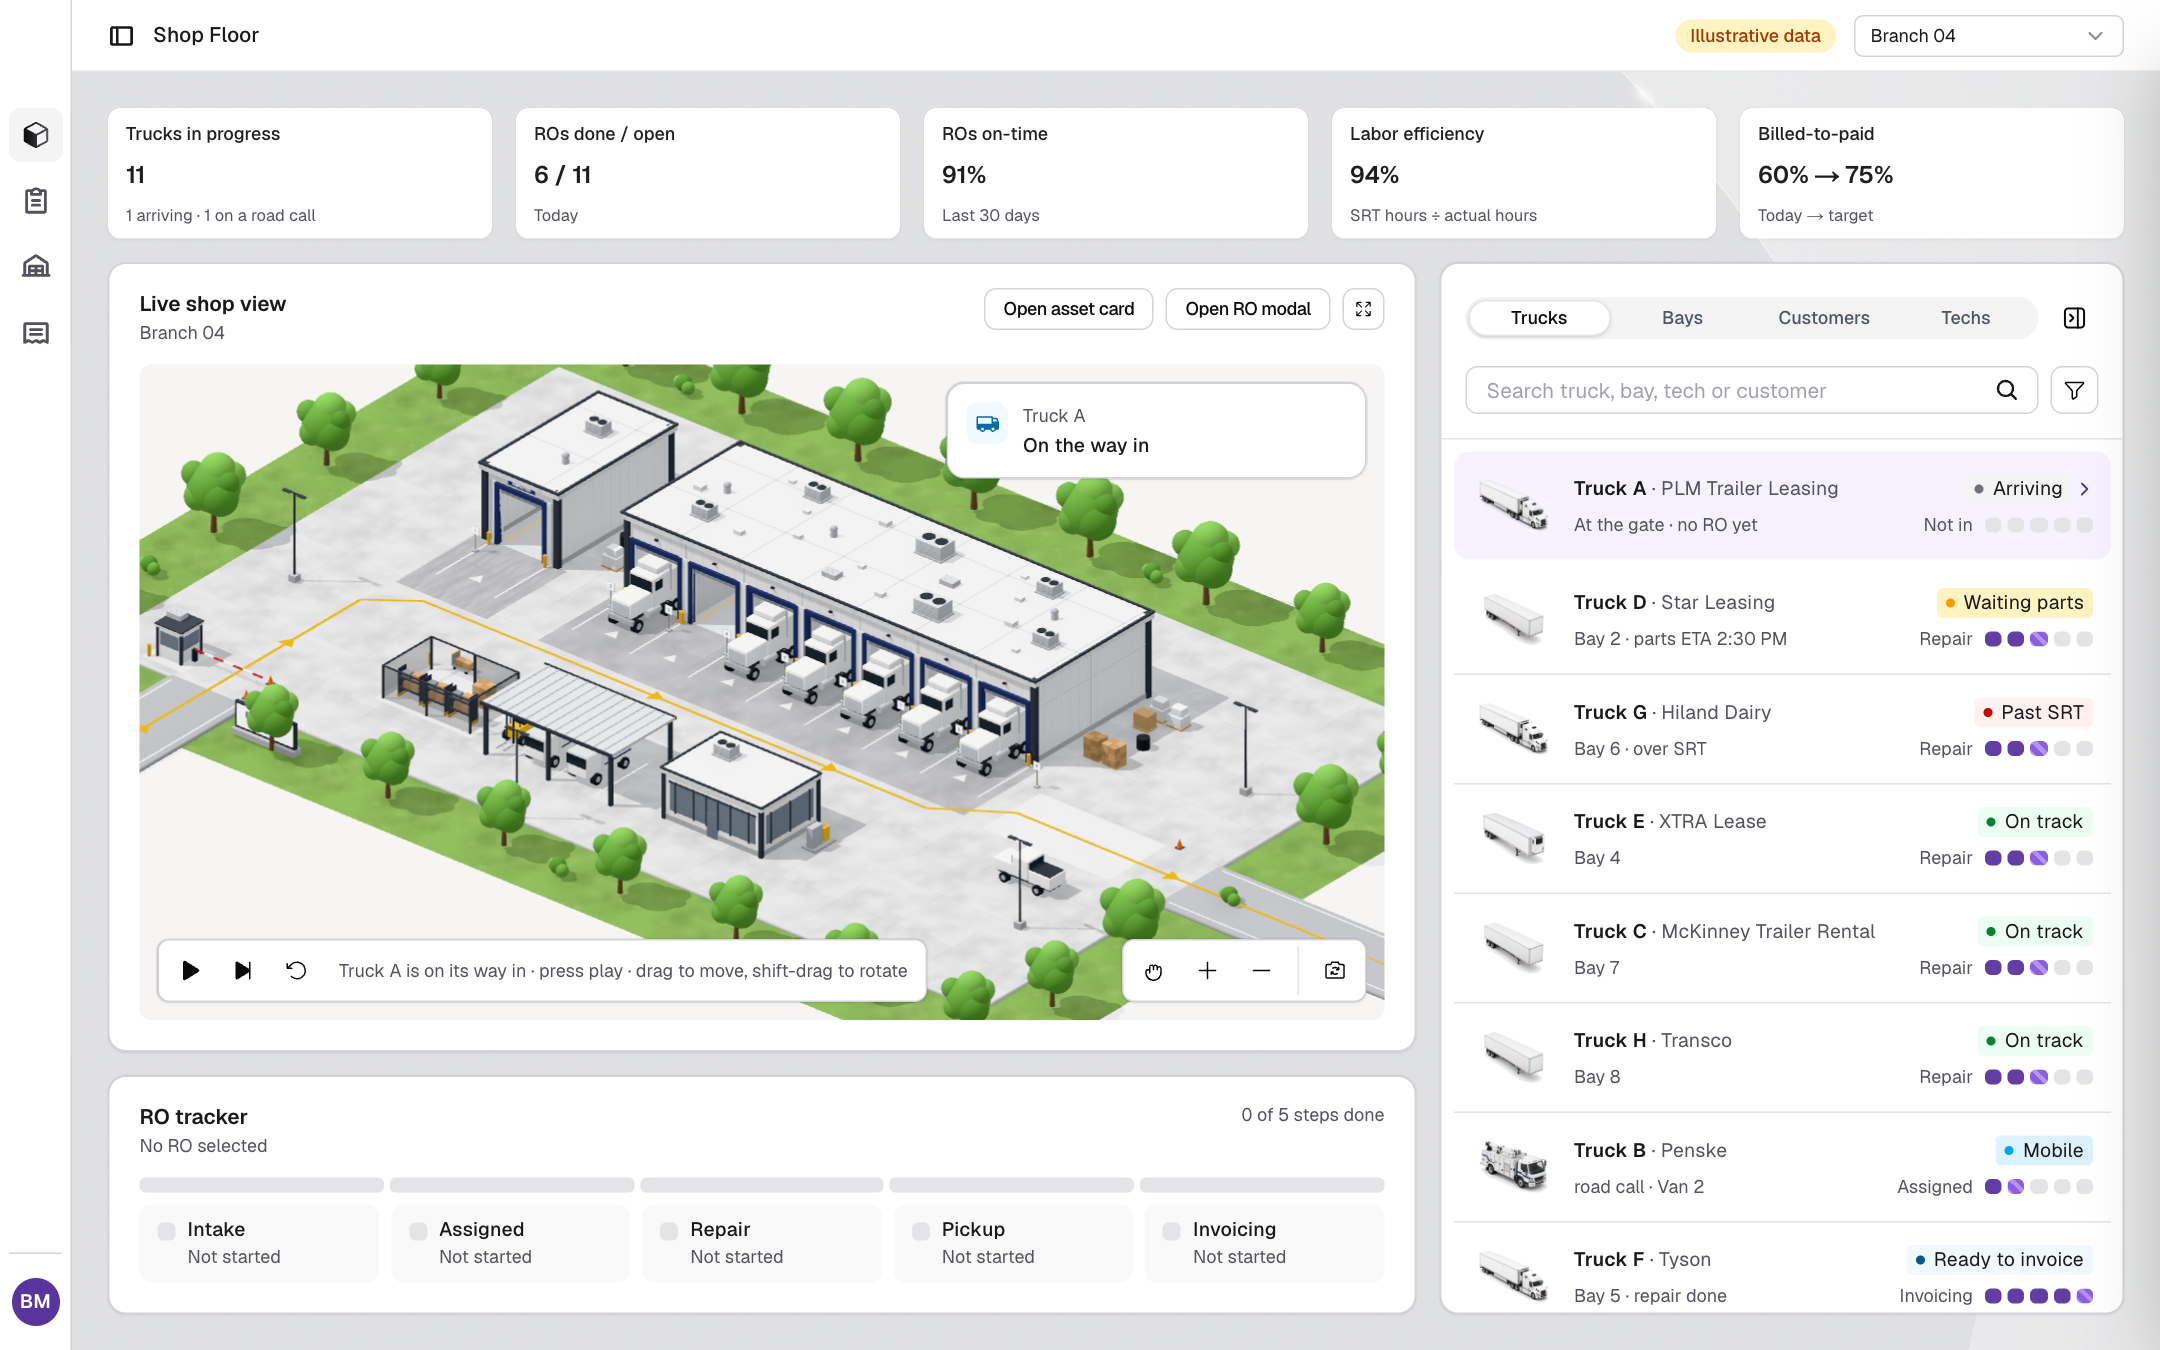 Shop Floor
Illustrative data
Branch 04
Trucks in progress
11
1 arriving · 1 on a road call
ROs done / open
6 / 11
Today
ROs on-time
91%
Last 30 days
Labor efficiency
94%
SRT hours ÷ actual hours
Billed-to-paid
60% → 75%
Today → target
Live shop view
Branch 04
Open asset card
Open RO modal
Truck A
On the way in
Truck A is on its way in · press play · drag to move, shift-drag to rotate
RO tracker
No RO selected
0 of 5 steps done
Intake
Not started
Assigned
Not started
Repair
Not started
Pickup
Not started
Invoicing
Not started
Trucks
Bays
Customers
Techs
Search truck, bay, tech or customer
Truck A · PLM Trailer Leasing
Arriving
At the gate · no RO yet
Not in
Truck D · Star Leasing
Waiting parts
Bay 2 · parts ETA 2:30 PM
Repair
Truck G · Hiland Dairy
Past SRT
Bay 6 · over SRT
Repair
Truck E · XTRA Lease
On track
Bay 4
Repair
Truck C · McKinney Trailer Rental
On track
Bay 7
Repair
Truck H · Transco
On track
Bay 8
Repair
Truck B · Penske
Mobile
road call · Van 2
Assigned
Truck F · Tyson
Ready to invoice
Bay 5 · repair done
Invoicing
BM